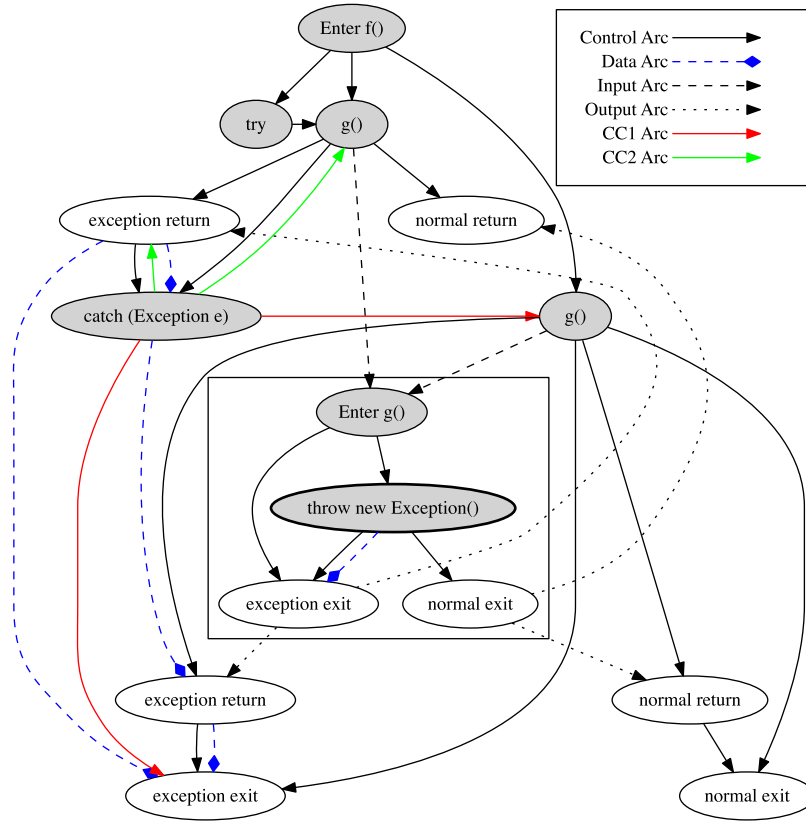 Enter f()
Control Arc
Data Arc
Input Arc
Output Arc
CC1 Arc
CC2 Arc
try
g()
exception return
normal return
catch (Exception e)
g()
Enter g()
throw new Exception()
exception exit
normal exit
exception return
normal return
exception exit
normal exit